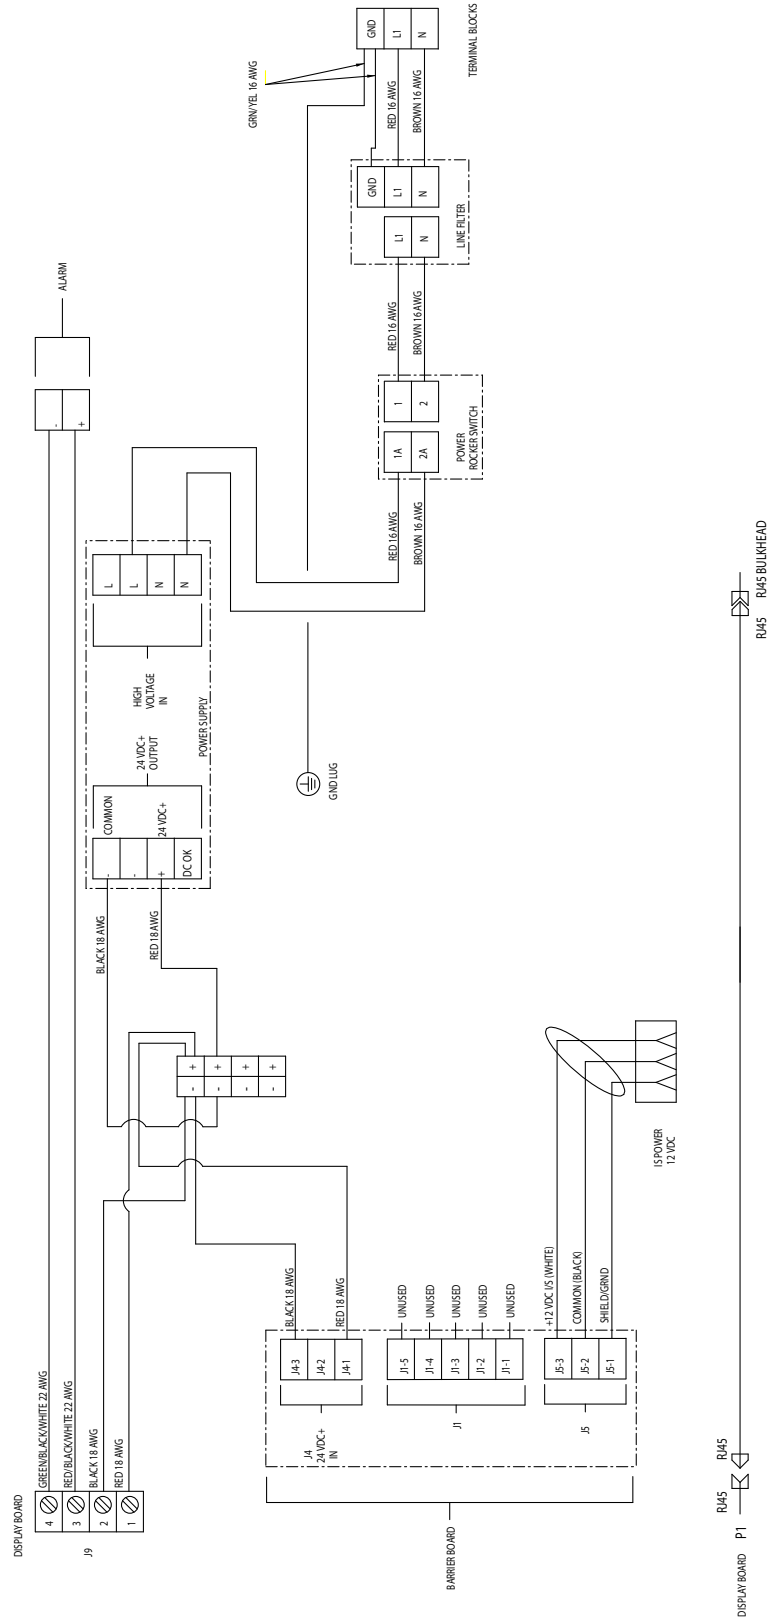 DISPLAY BOARD
J9
4
3
2
1
GREEN/BLACK/WHITE 22 AWG
RED/BLACK/WHITE 22 AWG
BLACK 18 AWG
RED 18 AWG
-
+
ALARM
BARRIER BOARD
J4
24 VDC+
IN
J4-3
J4-2
J4-1
BLACK 18 AWG
RED 18 AWG
J1
J1-5
J1-4
J1-3
J1-2
J1-1
UNUSED
UNUSED
UNUSED
UNUSED
UNUSED
J5
J5-3
J5-2
J5-1
+12 VDC I/S (WHITE)
COMMON (BLACK)
SHIELD/GRND
IS POWER
12 VDC
- +
- +
- +
- +
BLACK 18 AWG
RED 18 AWG
-
-
+
DC OK
COMMON
24 VDC+
24 VDC+
OUTPUT
HIGH
VOLTAGE
IN
POWER SUPPLY
L
L
N
N
GND LUG
RED 16 AWG
BROWN 16 AWG
1A
2A
1
2
POWER
ROCKER SWITCH
RED 16 AWG
BROWN 16 AWG
L1
N
GND
L1
N
LINE FILTER
GRN/YEL 16 AWG
RED 16 AWG
BROWN 16 AWG
GND
L1
N
TERMINAL BLOCKS
DISPLAY BOARD
P1
RJ45
RJ45
RJ45
RJ45 BULKHEAD